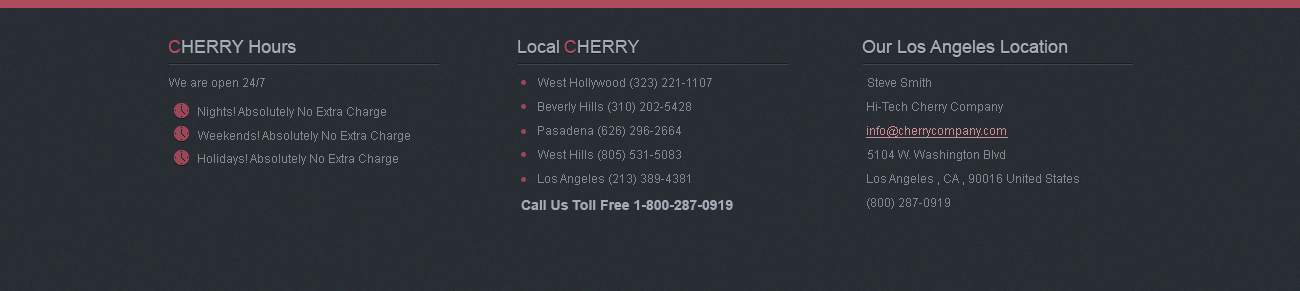 CHERRY Hours
We are open 24/7
Nights! Absolutely No Extra Charge
Weekends! Absolutely No Extra Charge
Holidays! Absolutely No Extra Charge
Local CHERRY
West Hollywood (323) 221-1107
Beverly Hills (310) 202-5428
Pasadena (626) 296-2664
West Hills (805) 531-5083
Los Angeles (213) 389-4381
Call Us Toll Free 1-800-287-0919
Our Los Angeles Location
Steve Smith
Hi-Tech Cherry Company
info@cherrycompany.com
5104 W. Washington Blvd
Los Angeles , CA , 90016 United States
(800) 287-0919